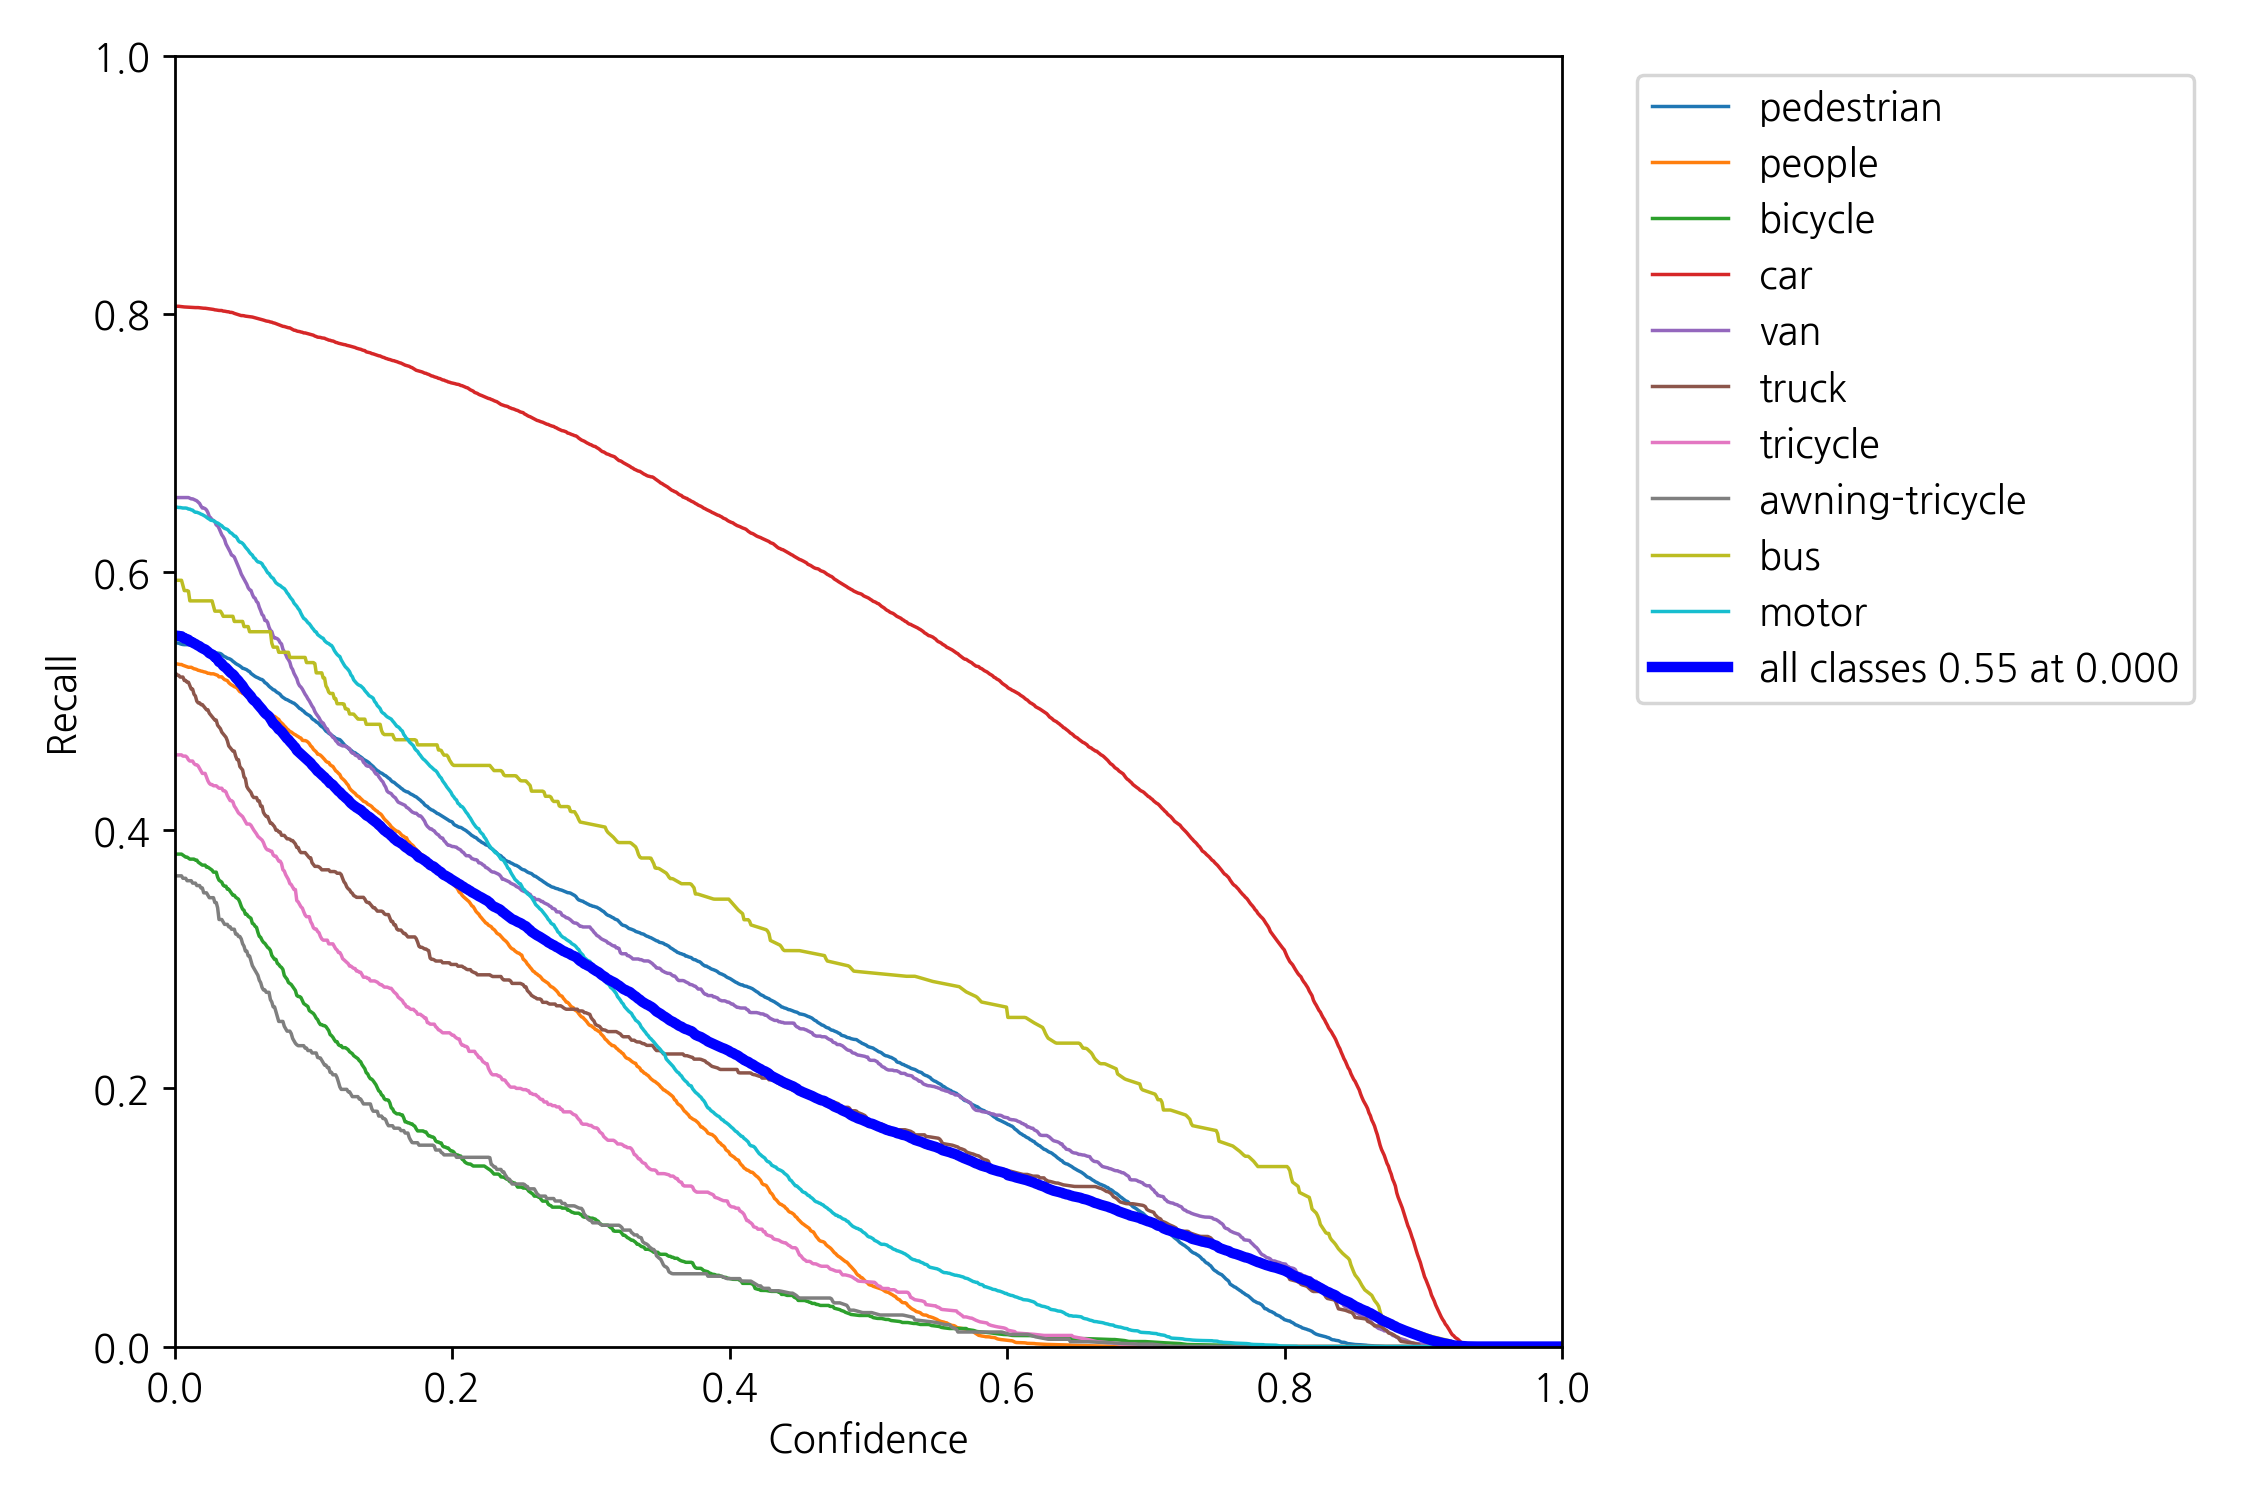 1.0
0.8
0.6
0.4
0.2
0.0
Recall
0.0 0.2 0.4 0.6 0.8 1.0
Confidence
pedestrian
people
bicycle
car
van
truck
tricycle
awning-tricycle
bus
motor
all classes 0.55 at 0.000